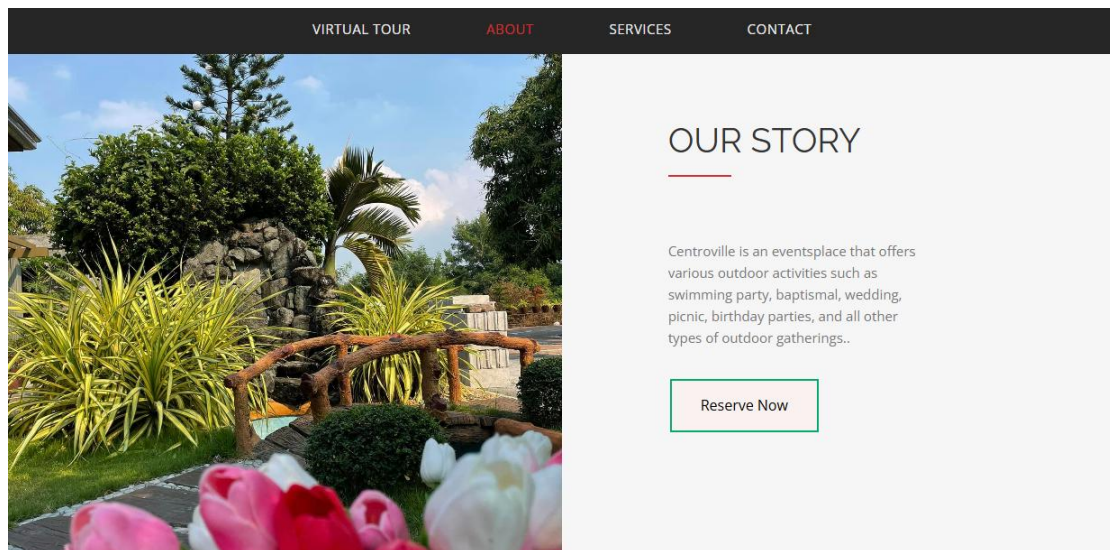 VIRTUAL TOUR ABOUT SERVICES CONTACT
OUR STORY
Centroville is an eventsplace that offers
various outdoor activities such as
swimming party, baptismal, wedding,
picnic, birthday parties, and all other
types of outdoor gatherings..
Reserve Now